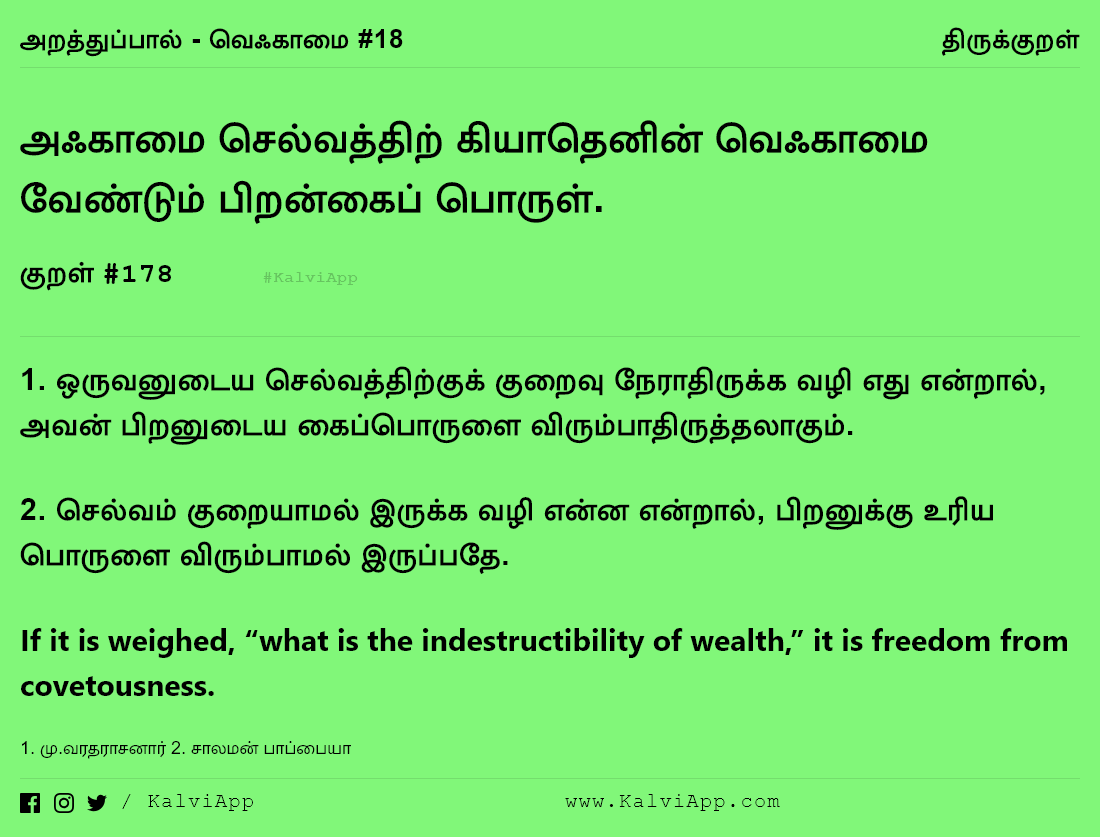 அறத்துப்பால் - வெஃகாமை #18
திருக்குறள்
அஃகாமை செல்வத்திற் கியாதெனின் வெஃகாமை
வேண்டும் பிறன்கைப் பொருள்.
குறள் #178
#KalviApp
1. ஒருவனுடைய செல்வத்திற்குக் குறைவு நேராதிருக்க வழி எது என்றால்,
அவன் பிறனுடைய கைப்பொருளை விரும்பாதிருத்தலாகும்.
2. செல்வம் குறையாமல் இருக்க வழி என்ன என்றால், பிறனுக்கு உரிய
பொருளை விரும்பாமல் இருப்பதே.
If it is weighed, “what is the indestructibility of wealth,” it is freedom from
covetousness.
1. மு.வரதராசனார் 2. சாலமன் பாப்பையா
/ KalviApp
www.KalviApp.com